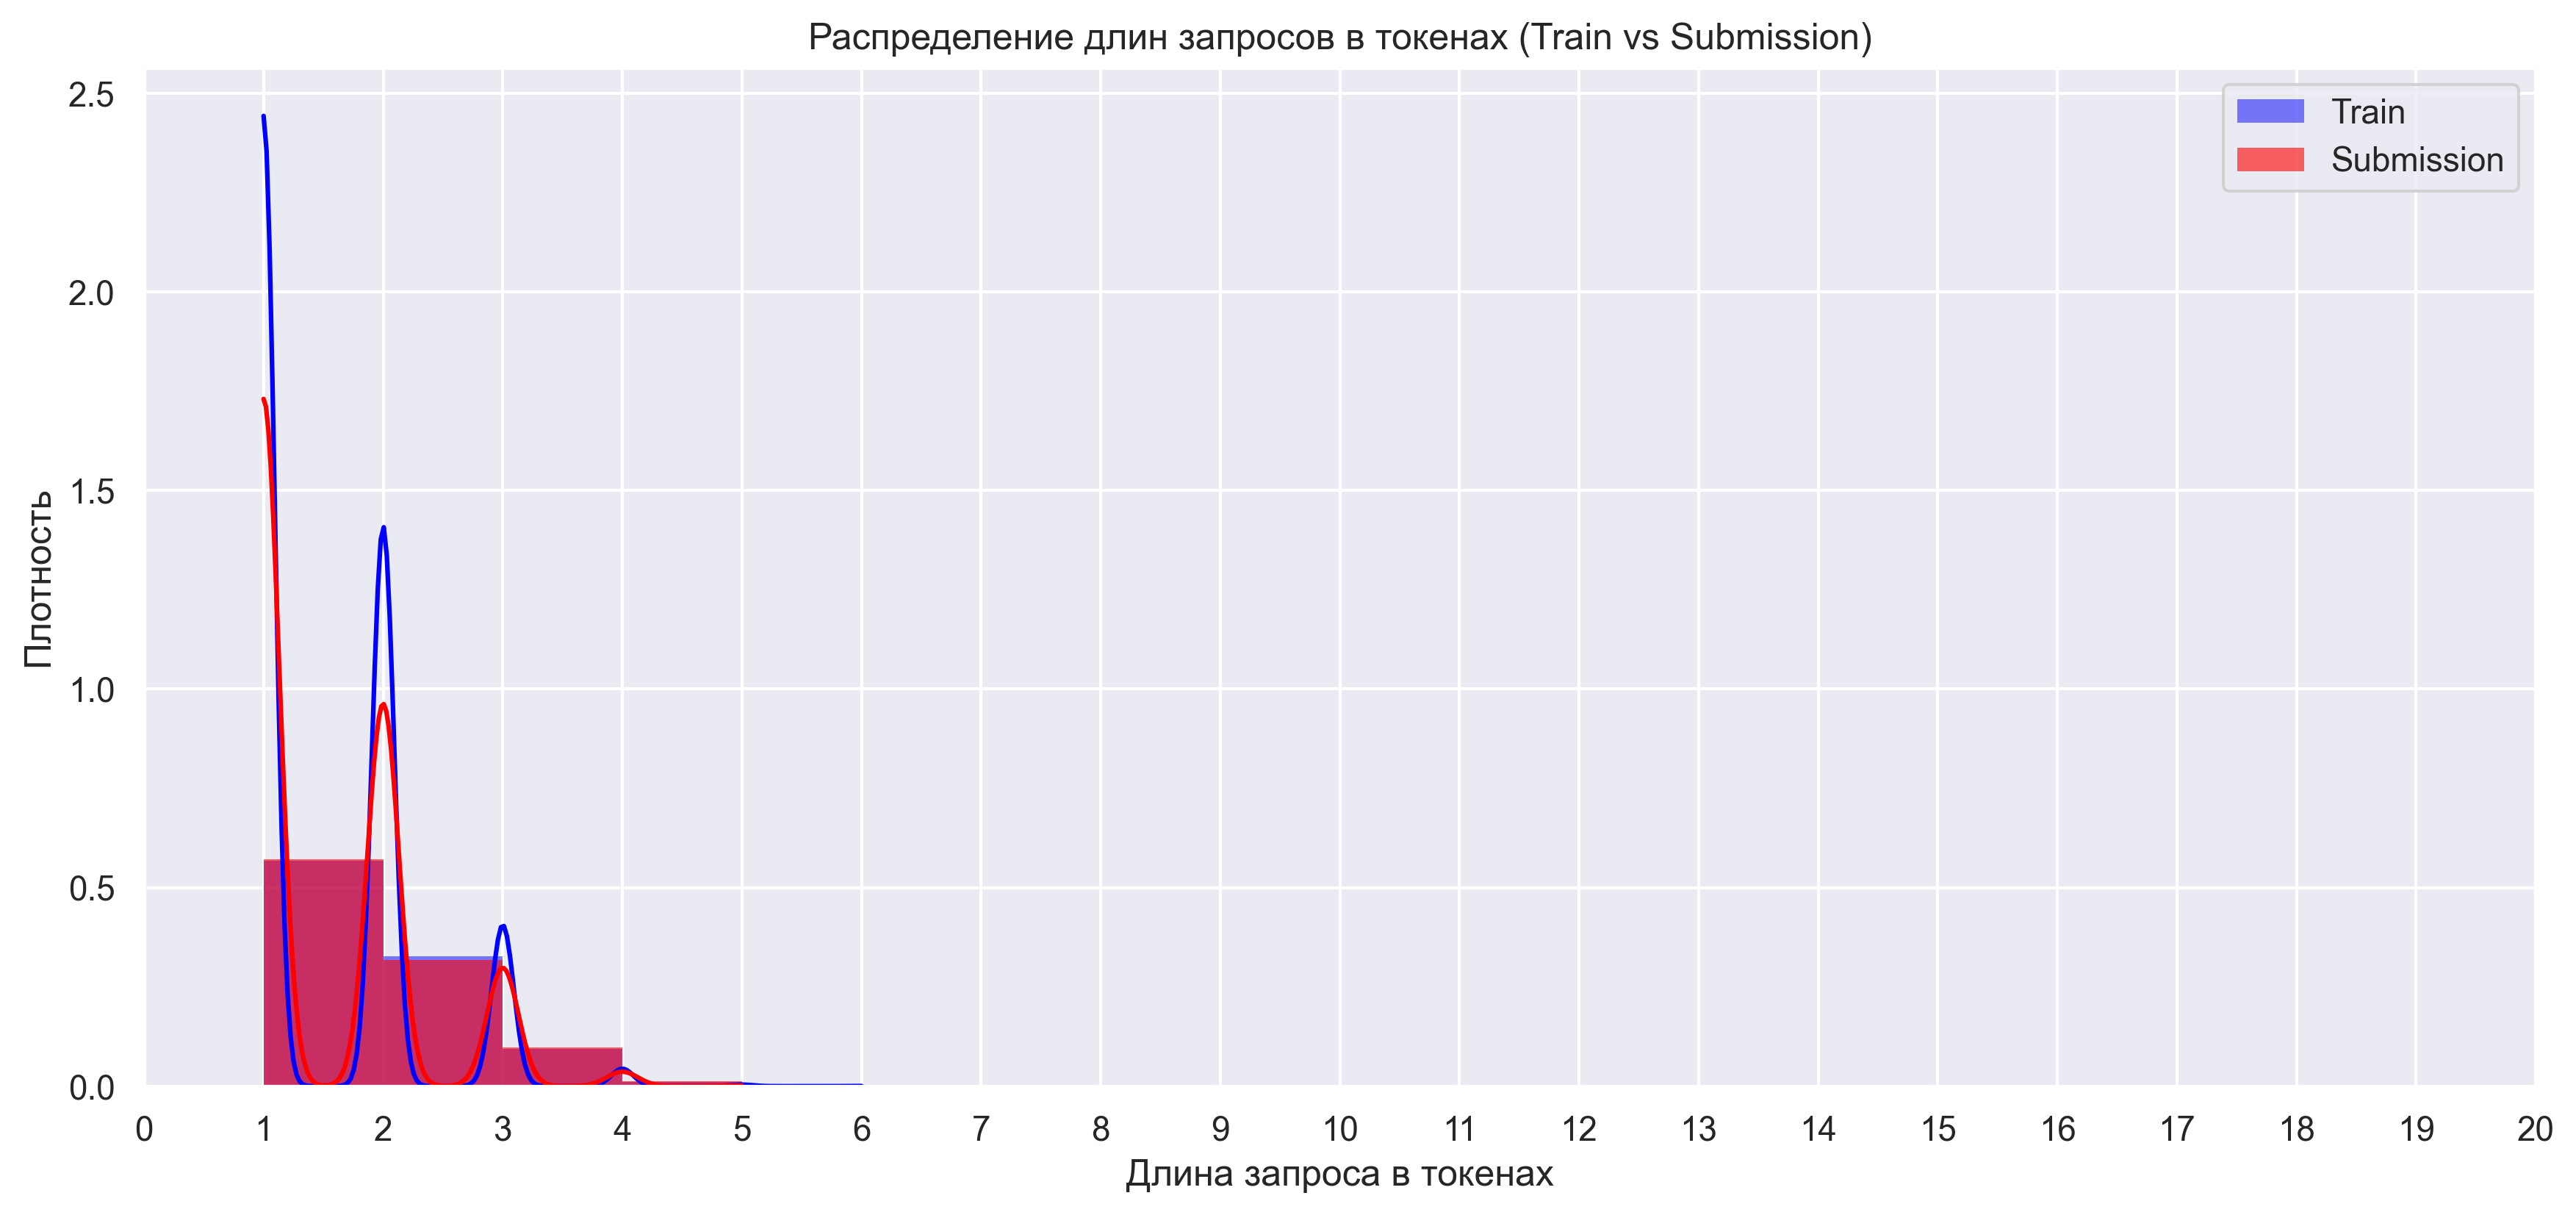 Распределение длин запросов в токенах (Train vs Submission)
Train
Submission
Плотность
2.5
2.0
1.5
1.0
0.5
0.0
0 1 2 3 4 5 6 7 8 9 10 11 12 13 14 15 16 17 18 19 20
Длина запроса в токенах